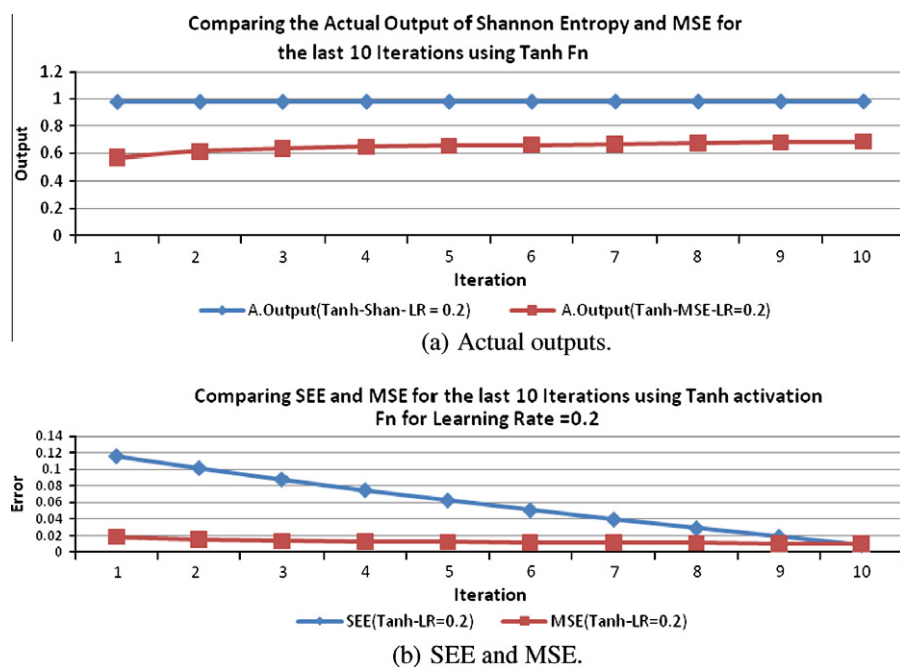 Comparing the Actual Output of Shannon Entropy and MSE for
the last 10 Iterations using Tanh Fn
1.2
1
0.8
0.6
0.4
0.2
0
Output
1 2 3 4 5 6 7 8 9 10
Iteration
A.Output(Tanh-Shan- LR = 0.2) A.Output(Tanh-MSE-LR=0.2)
(a) Actual outputs.
Comparing SEE and MSE for the last 10 Iterations using Tanh activation
Fn for Learning Rate =0.2
0.14
0.12
0.1
0.08
0.06
0.04
0.02
0
Error
1 2 3 4 5 6 7 8 9 10
Iteration
SEE(Tanh-LR=0.2) MSE(Tanh-LR=0.2)
(b) SEE and MSE.